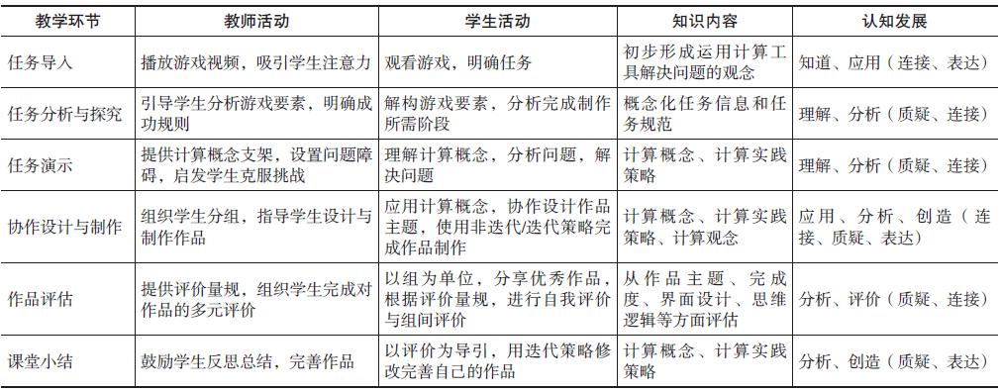 教学环节 教师活动 学生活动 知识内容 认知发展
任务导入 播放游戏视频，吸引学生注意力 观看游戏，明确任务 初步形成运用计算工
具解决问题的观念 知道、应用（连接、表达）
任务分析与探究 引导学生分析游戏要素，明确成
功规则 解构游戏要素，分析完成制作
所需阶段 概念化任务信息和任
务规范 理解、分析（质疑、连接）
任务演示 提供计算概念支架，设置问题障
碍，启发学生克服挑战 理解计算概念，分析问题，解
决问题 计算概念、计算实践
策略 理解、分析（质疑、连接）
协作设计与制作 组织学生分组，指导学生设计与
制作作品 应用计算概念，协作设计作品
主题，使用非迭代/迭代策略完
成作品制作 计算概念、计算实践
策略、计算观念 应用、分析、创造（连
接、质疑、表达）
作品评估 提供评价量规，组织学生完成对
作品的多元评价 以组为单位，分享优秀作品，
根据评价量规，进行自我评价
与组间评价 从作品主题、完成
度、界面设计、思维
逻辑等方面评估 分析、评价（质疑、连接）
课堂小结 鼓励学生反思总结，完善作品 以评价为导引，用迭代策略修
改完善自己的作品 计算概念、计算实践
策略 分析、创造（质疑、表达）